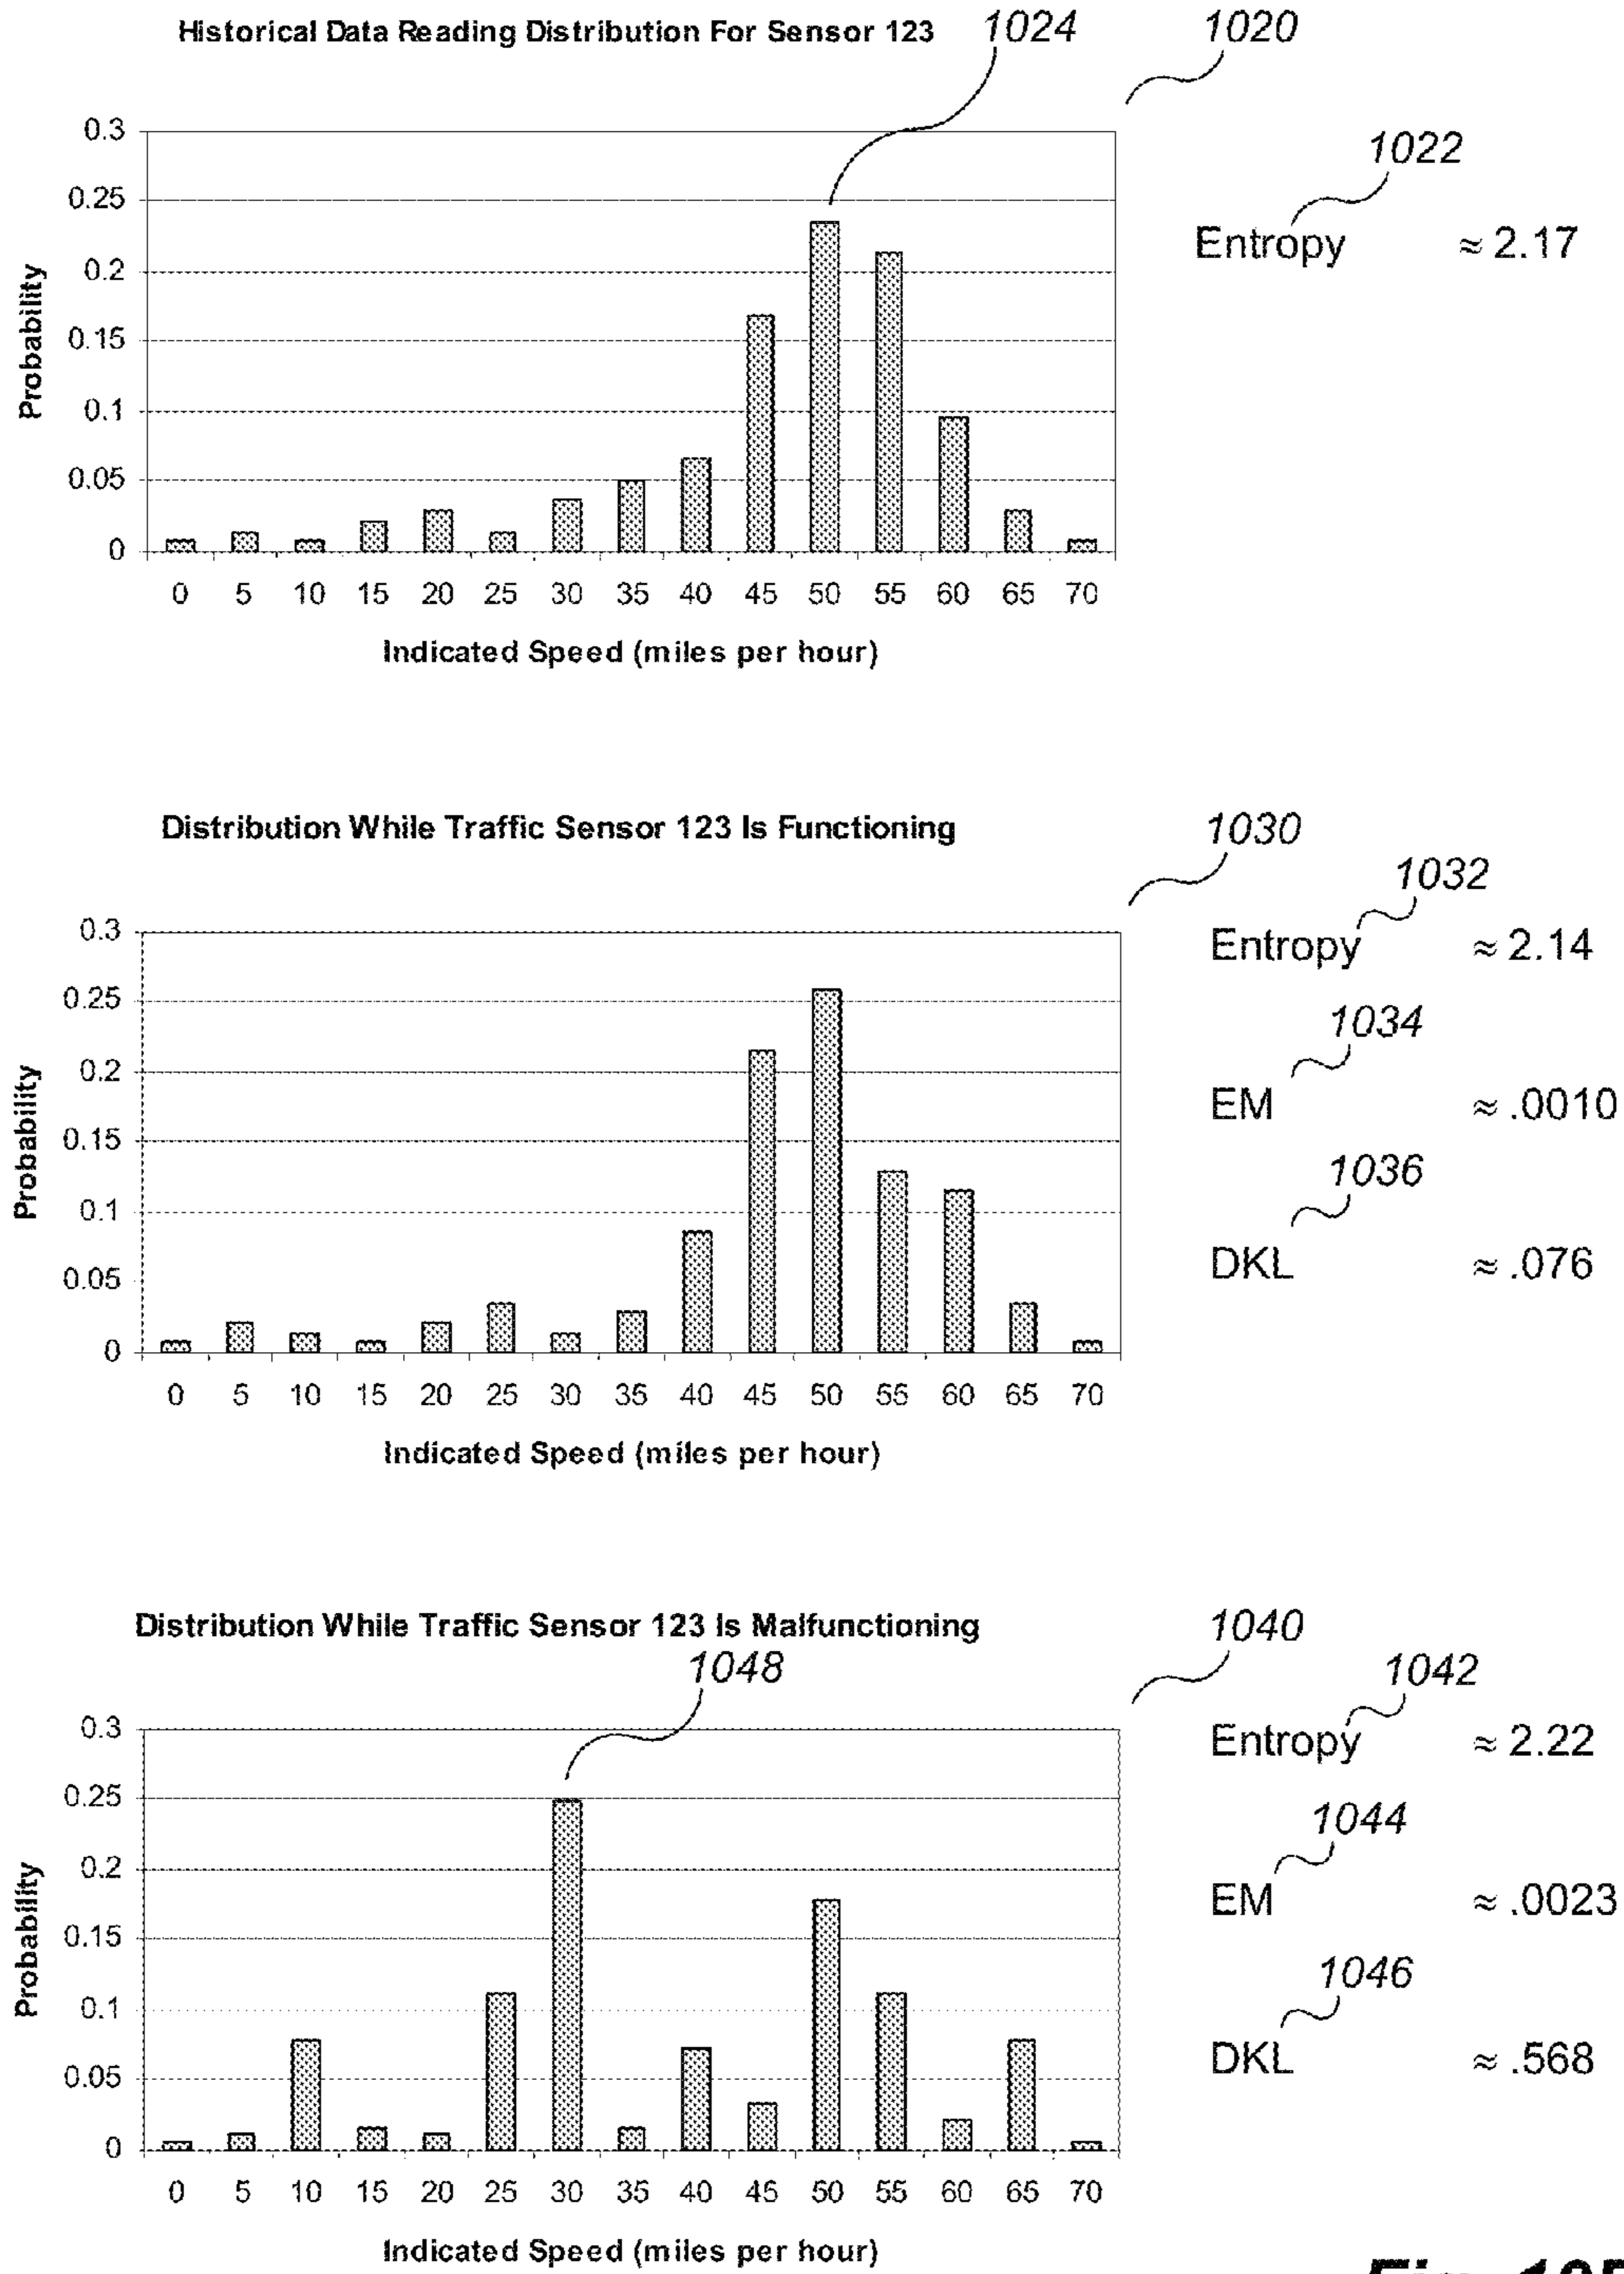 Historical Data Reading Distribution For Sensor 123
1024
1020
0.3
0.25
0.2
0.15
0.1
0.05
0
Probability
0 5 10 15 20 25 30 35 40 45 50 55 60 65 70
Indicated Speed (miles per hour)
1022
Entropy ≈ 2.17
Distribution While Traffic Sensor 123 Is Functioning
1030
0.3
0.25
0.2
0.15
0.1
0.05
0
Probability
0 5 10 15 20 25 30 35 40 45 50 55 60 65 70
Indicated Speed (miles per hour)
1032
Entropy ≈ 2.14
1034
EM ≈ .0010
1036
DKL ≈ .076
Distribution While Traffic Sensor 123 Is Malfunctioning
1048
1040
0.3
0.25
0.2
0.15
0.1
0.05
0
Probability
0 5 10 15 20 25 30 35 40 45 50 55 60 65 70
Indicated Speed (miles per hour)
1042
Entropy ≈ 2.22
1044
EM ≈ .0023
1046
DKL ≈ .568